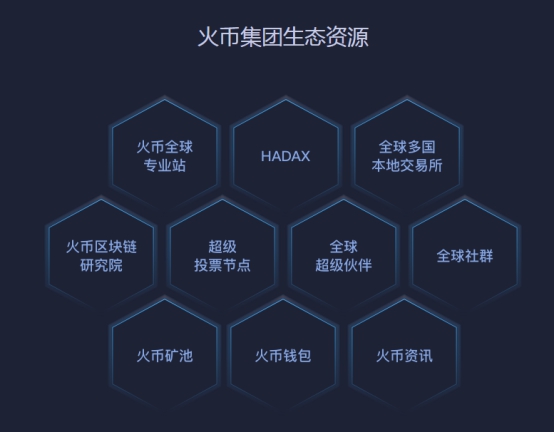 火币集团生态资源
火币全球
专业站
HADAX
全球多国
本地交易所
火币区块链
研究院
超级
投票节点
全球
超级伙伴
全球社群
火币矿池
火币钱包
火币资讯